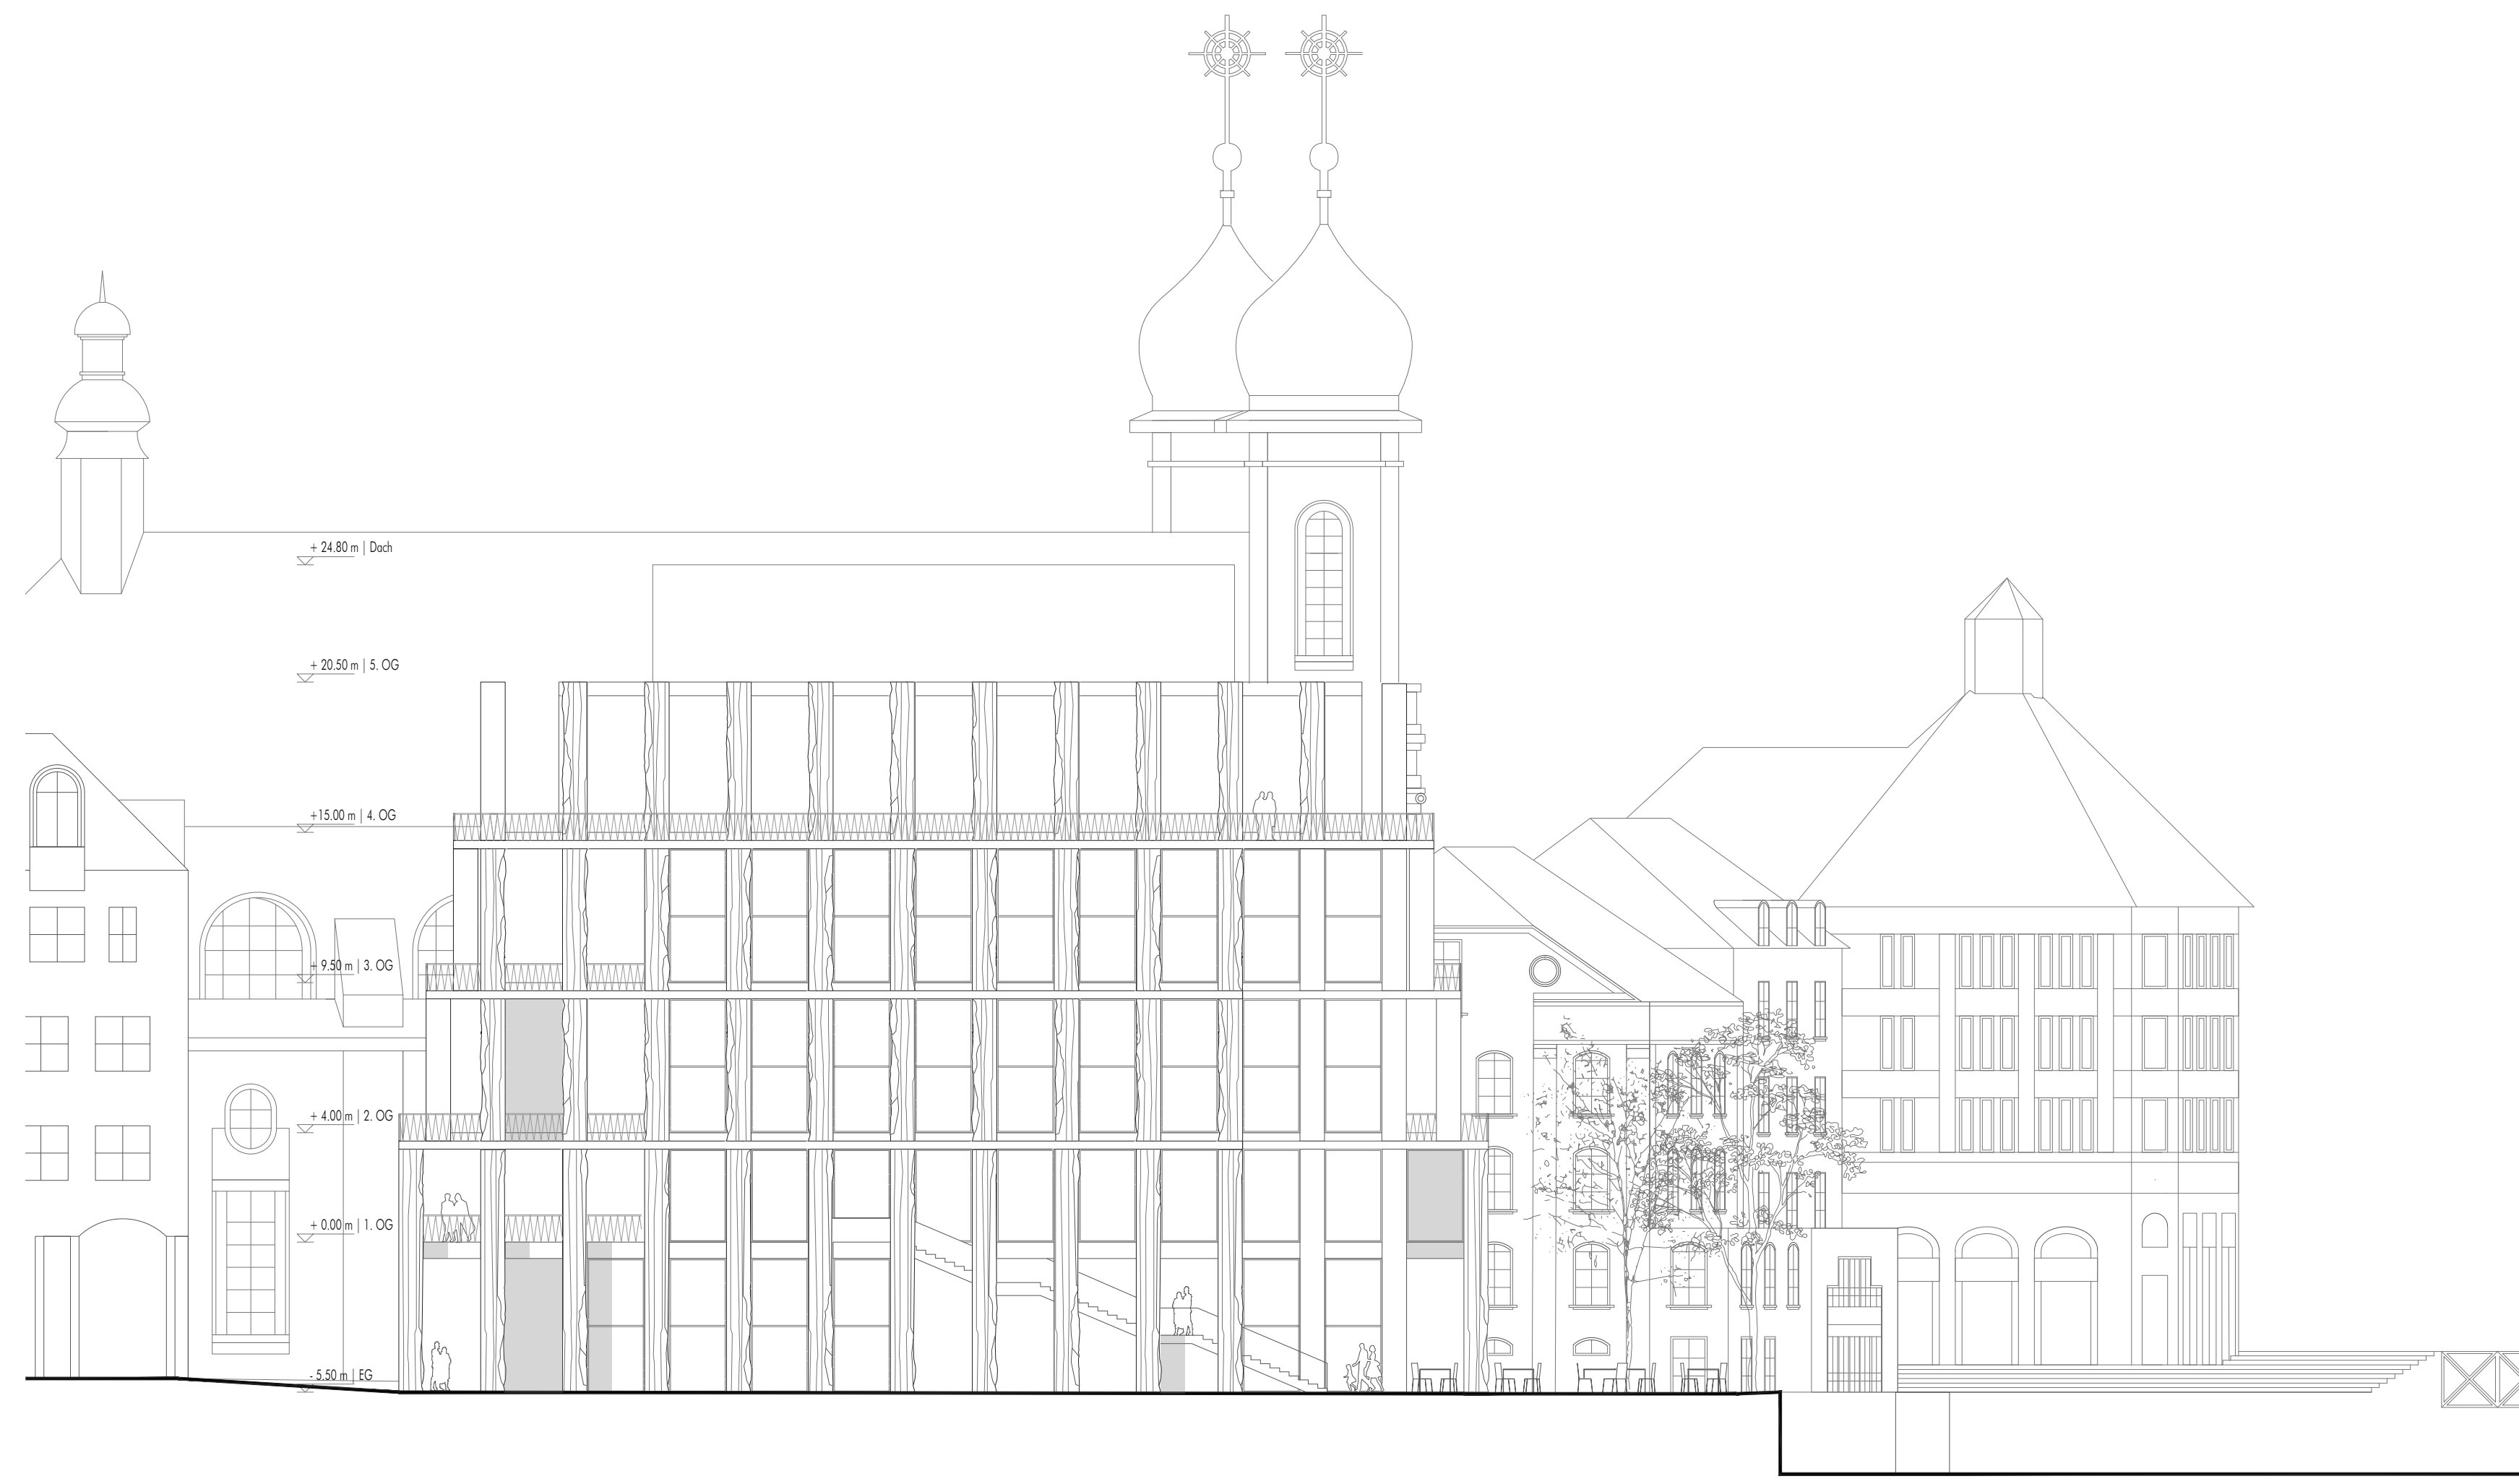 + 24.80 m | Dach
+ 20.50 m | 5. OG
+15.00 m | 4. OG
+ 9.50 m | 3. OG
+ 4.00 m | 2. OG
+ 0.00 m | 1. OG
- 5.50 m | EG